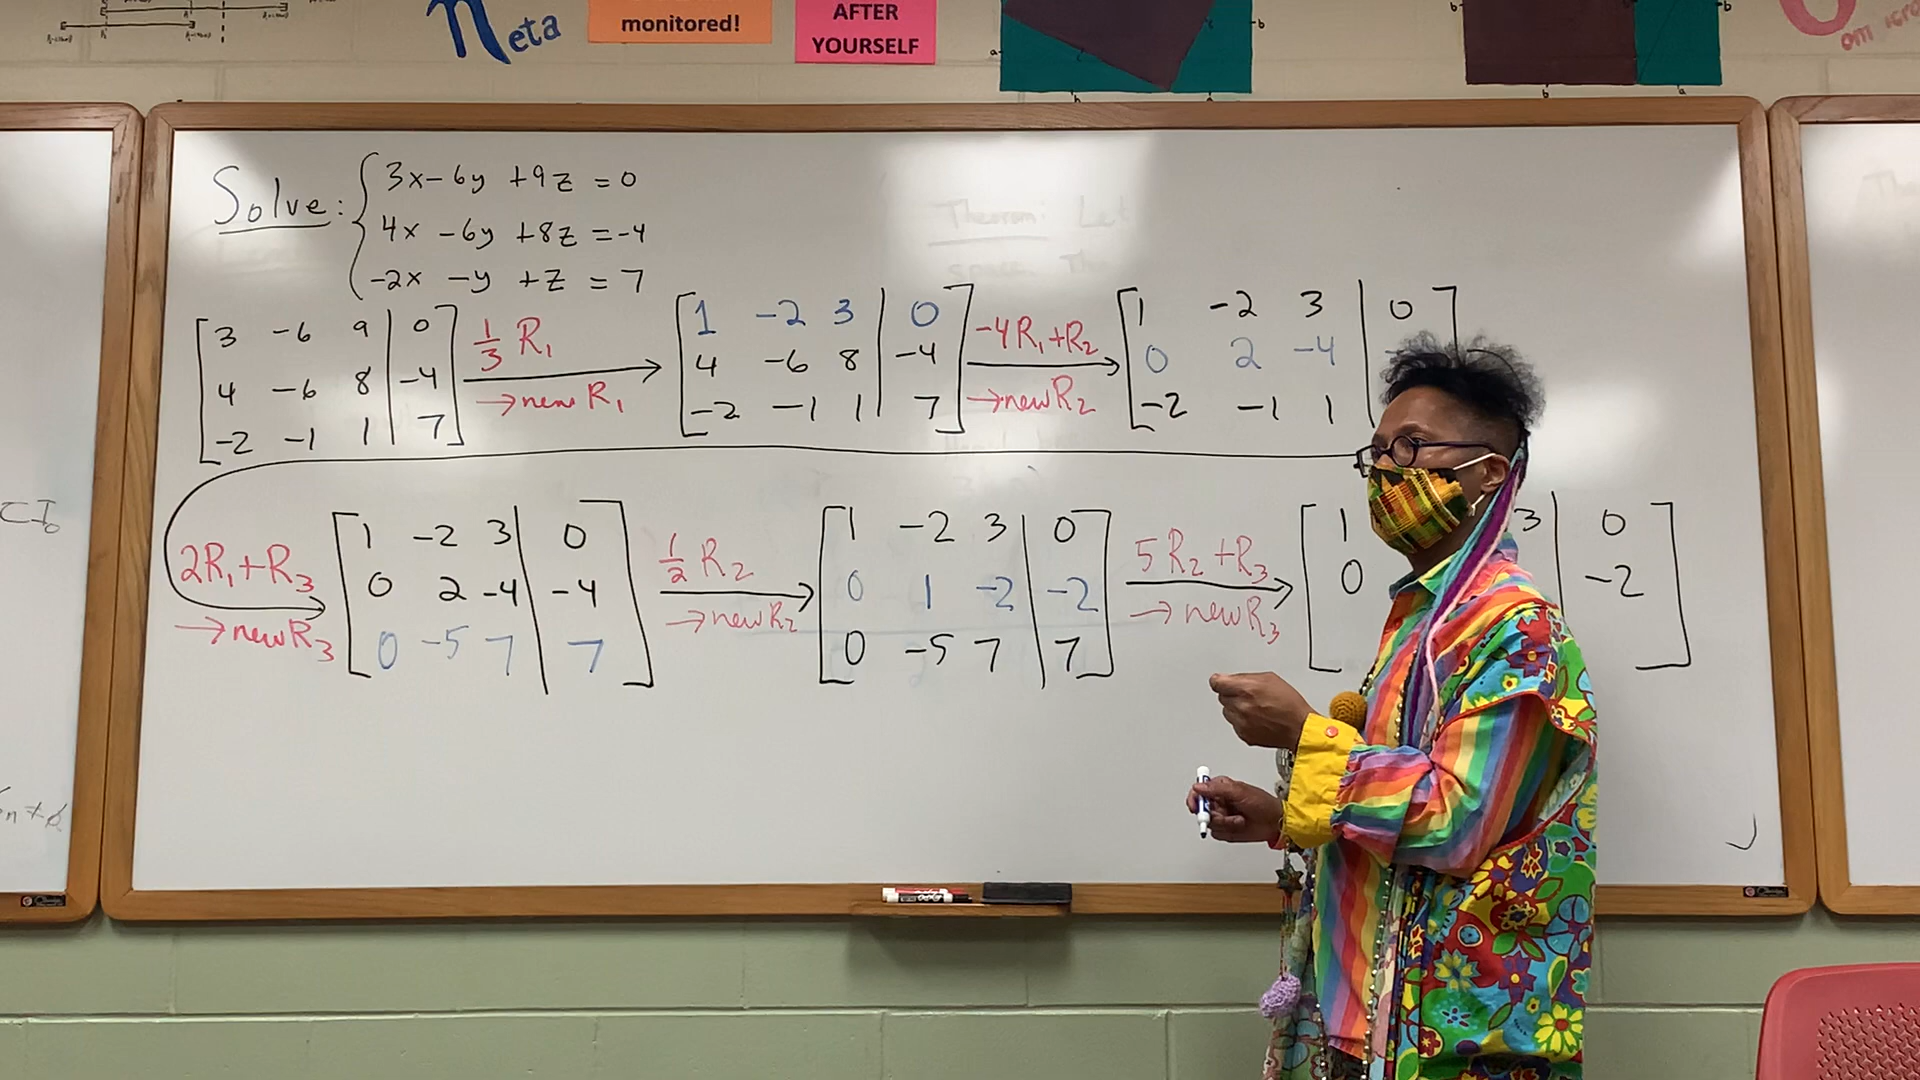 ηeta
monitored!
AFTER
YOURSELF
b
a
b
a
b
b
b
a
Solve: 3x - 6y + 9z = 0
4x - 6y + 8z = -4
-2x - y + z = 7
3 -6 9 | 0
4 -6 8 | -4
-2 -1 1 | 7
1/3 R₁
→ new R₁
1 -2 3 | 0
4 -6 8 | -4
-2 -1 1 | 7
-4R₁ + R₂
→ new R₂
1 -2 3 | 0
0 2 -4
-2 -1 1
2R₁ + R₃
→ new R₃
1 -2 3 | 0
0 2 -4 | -4
0 -5 7 | 7
1/2 R₂
→ new R₂
1 -2 3 | 0
0 1 -2 | -2
0 -5 7 | 7
5R₂ + R₃
→ new R₃
1 3 | 0
0 | -2
Theorem: Let